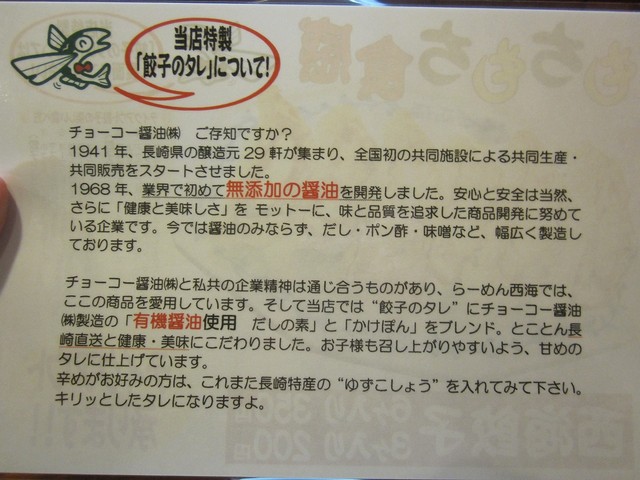 当店特製
「餃子のタレ」について!
チョーコー醤油㈱　ご存知ですか？
1941年、長崎県の醸造元29軒が集まり、全国初の共同施設による共同生産・
共同販売をスタートさせました。
1968年、業界で初めて無添加の醤油を開発しました。安心と安全は当然、
さらに「健康と美味しさ」を モットーに、味と品質を追求した商品開発に努めて
いる企業です。今では醤油のみならず、だし・ポン酢・味噌など、幅広く製造し
ております。
チョーコー醤油㈱と私共の企業精神は通じ合うものがあり、らーめん西海では、
ここの商品を愛用しています。そして当店では“餃子のタレ”にチョーコー醤油
㈱製造の「有機醤油使用　だしの素」と「かけぽん」をブレンド。とことん長
崎直送と健康・美味にこだわりました。お子様も召し上がりやすいよう、甘めの
タレに仕上げています。
辛めがお好みの方は、これまた長崎特産の“ゆずこしょう”を入れてみて下さい。
キリッとしたタレになりますよ。